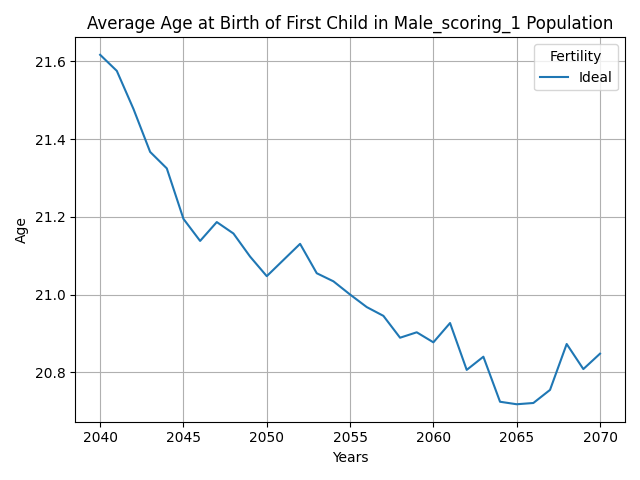 Average Age at Birth of First Child in Male_scoring_1 Population
Fertility
Ideal
21.6
21.4
21.2
21.0
20.8
Age
2040 2045 2050 2055 2060 2065 2070
Years